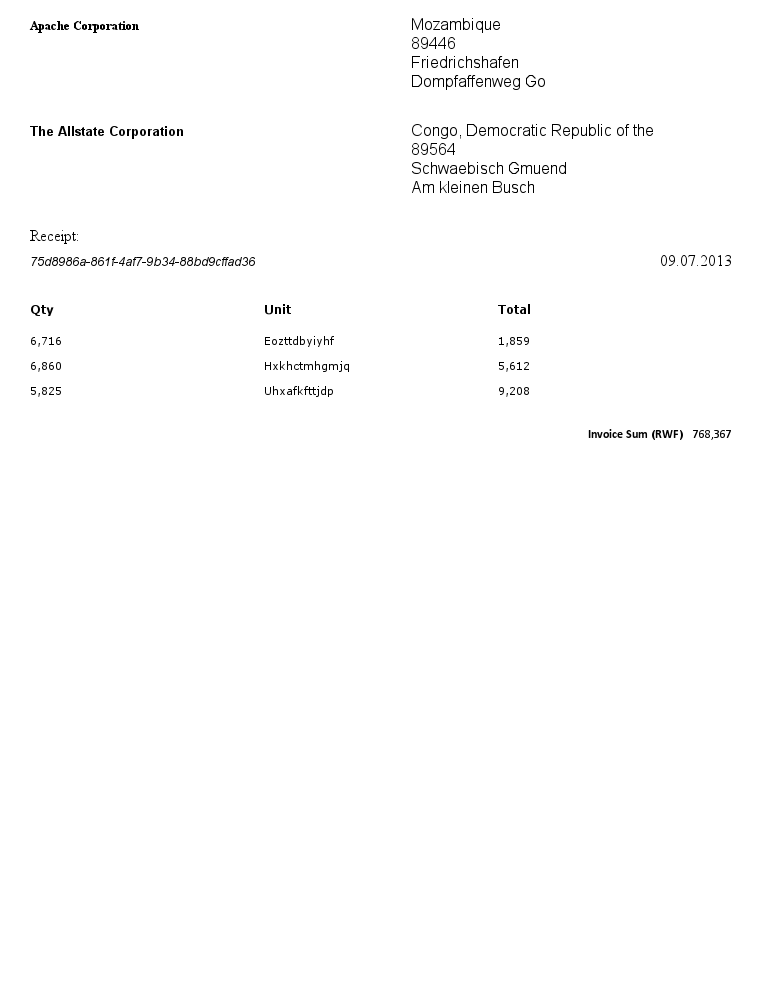 Apache Corporation
Mozambique
89446
Friedrichshafen
Dompfaffenweg Go
The Allstate Corporation
Congo, Democratic Republic of the
89564
Schwaebisch Gmuend
Am kleinen Busch
Receipt:
75d8986a-861f-4af7-9b34-88bd9cffad36 09.07.2013
Qty Unit Total
6,716 Eozttdbyiyhf 1,859
6,860 Hxkhctmhgmjq 5,612
5,825 Uhxafkfttjdp 9,208
Invoice Sum (RWF) 768,367